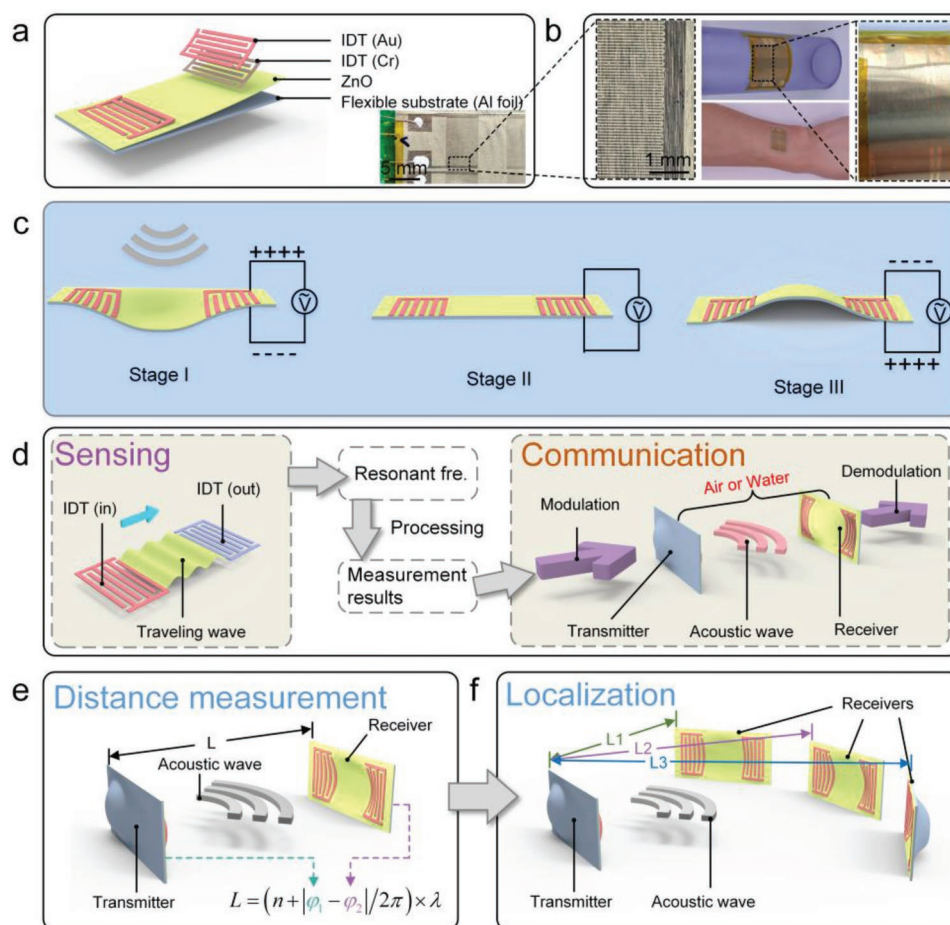 a
IDT (Au)
IDT (Cr)
ZnO
Flexible substrate (Al foil)
5 mm
b
1 mm
c
++++
Ṽ
----
Stage I
Ṽ
Stage II
----
Ṽ
++++
Stage III
d
Sensing
IDT (in)
IDT (out)
Traveling wave
Resonant fre.
Processing
Measurement
results
Communication
Modulation
Air or Water
Demodulation
Transmitter
Acoustic wave
Receiver
e
Distance measurement
L
Receiver
Acoustic wave
Transmitter
L = (n + |φ₁ − φ₂|/2π) × λ
f
Localization
Receivers
L1
L2
L3
Transmitter
Acoustic wave